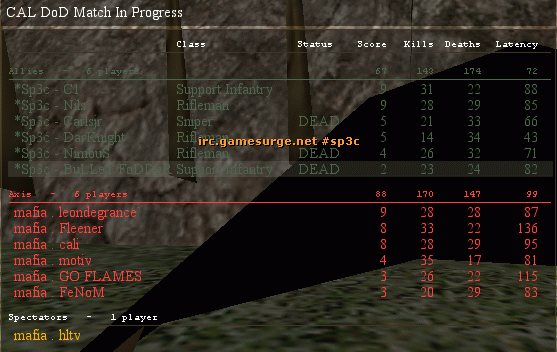 CAL DoD Match In Progress
Class Status Score Kills Deaths Latency
Allies - 6 players 67 143 174 72
*Sp3c - C1 Support Infantry 9 31 22 88
*Sp3c - Rifleman 9 28 29 85
*Sp3c - Sniper DEAD 5 21 33 66
*Sp3c - DarKnight Rifleman 5 14 34 43
irc.gamesurge.net #sp3c
*Sp3c - Rifleman DEAD 4 26 32 71
*Sp3c - Support Infantry DEAD 2 23 24 82
Axis - 6 players 88 170 147 99
mafia . leondegrance 9 28 28 87
mafia . Fleener 8 33 22 136
mafia . cali 8 28 29 95
mafia . motiv 4 35 17 81
mafia . GO FLAMES 3 26 22 115
mafia . FeNoM 3 20 29 83
Spectators - 1 player
mafia . hltv